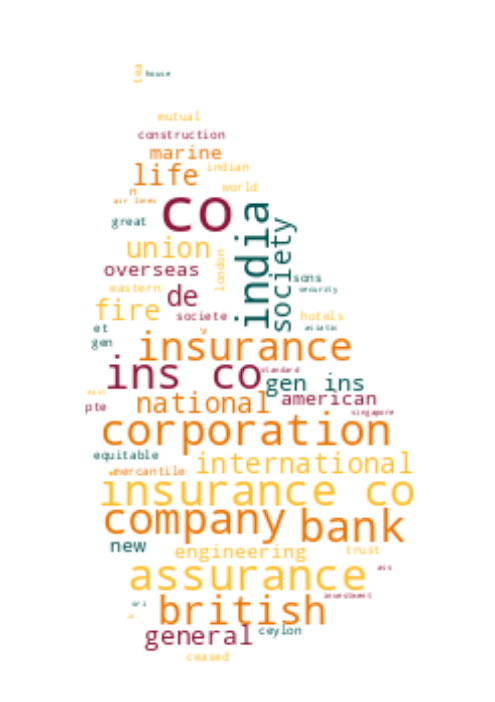 tea house
mutual
construction
marine
life indian
n world
air lines
co
great
india
society
union
london
overseas
eastern
de
sons
security
fire
societe
hotels
asiatic
et
v
gen
insurance
ins co
standard
gen ins
american
east
pte
national
singapore
corporation
equitable
international
mercantile
insurance co
company bank
new
engineering
trust
assurance
ass
investment
sri
british
general
ceylon
ceased